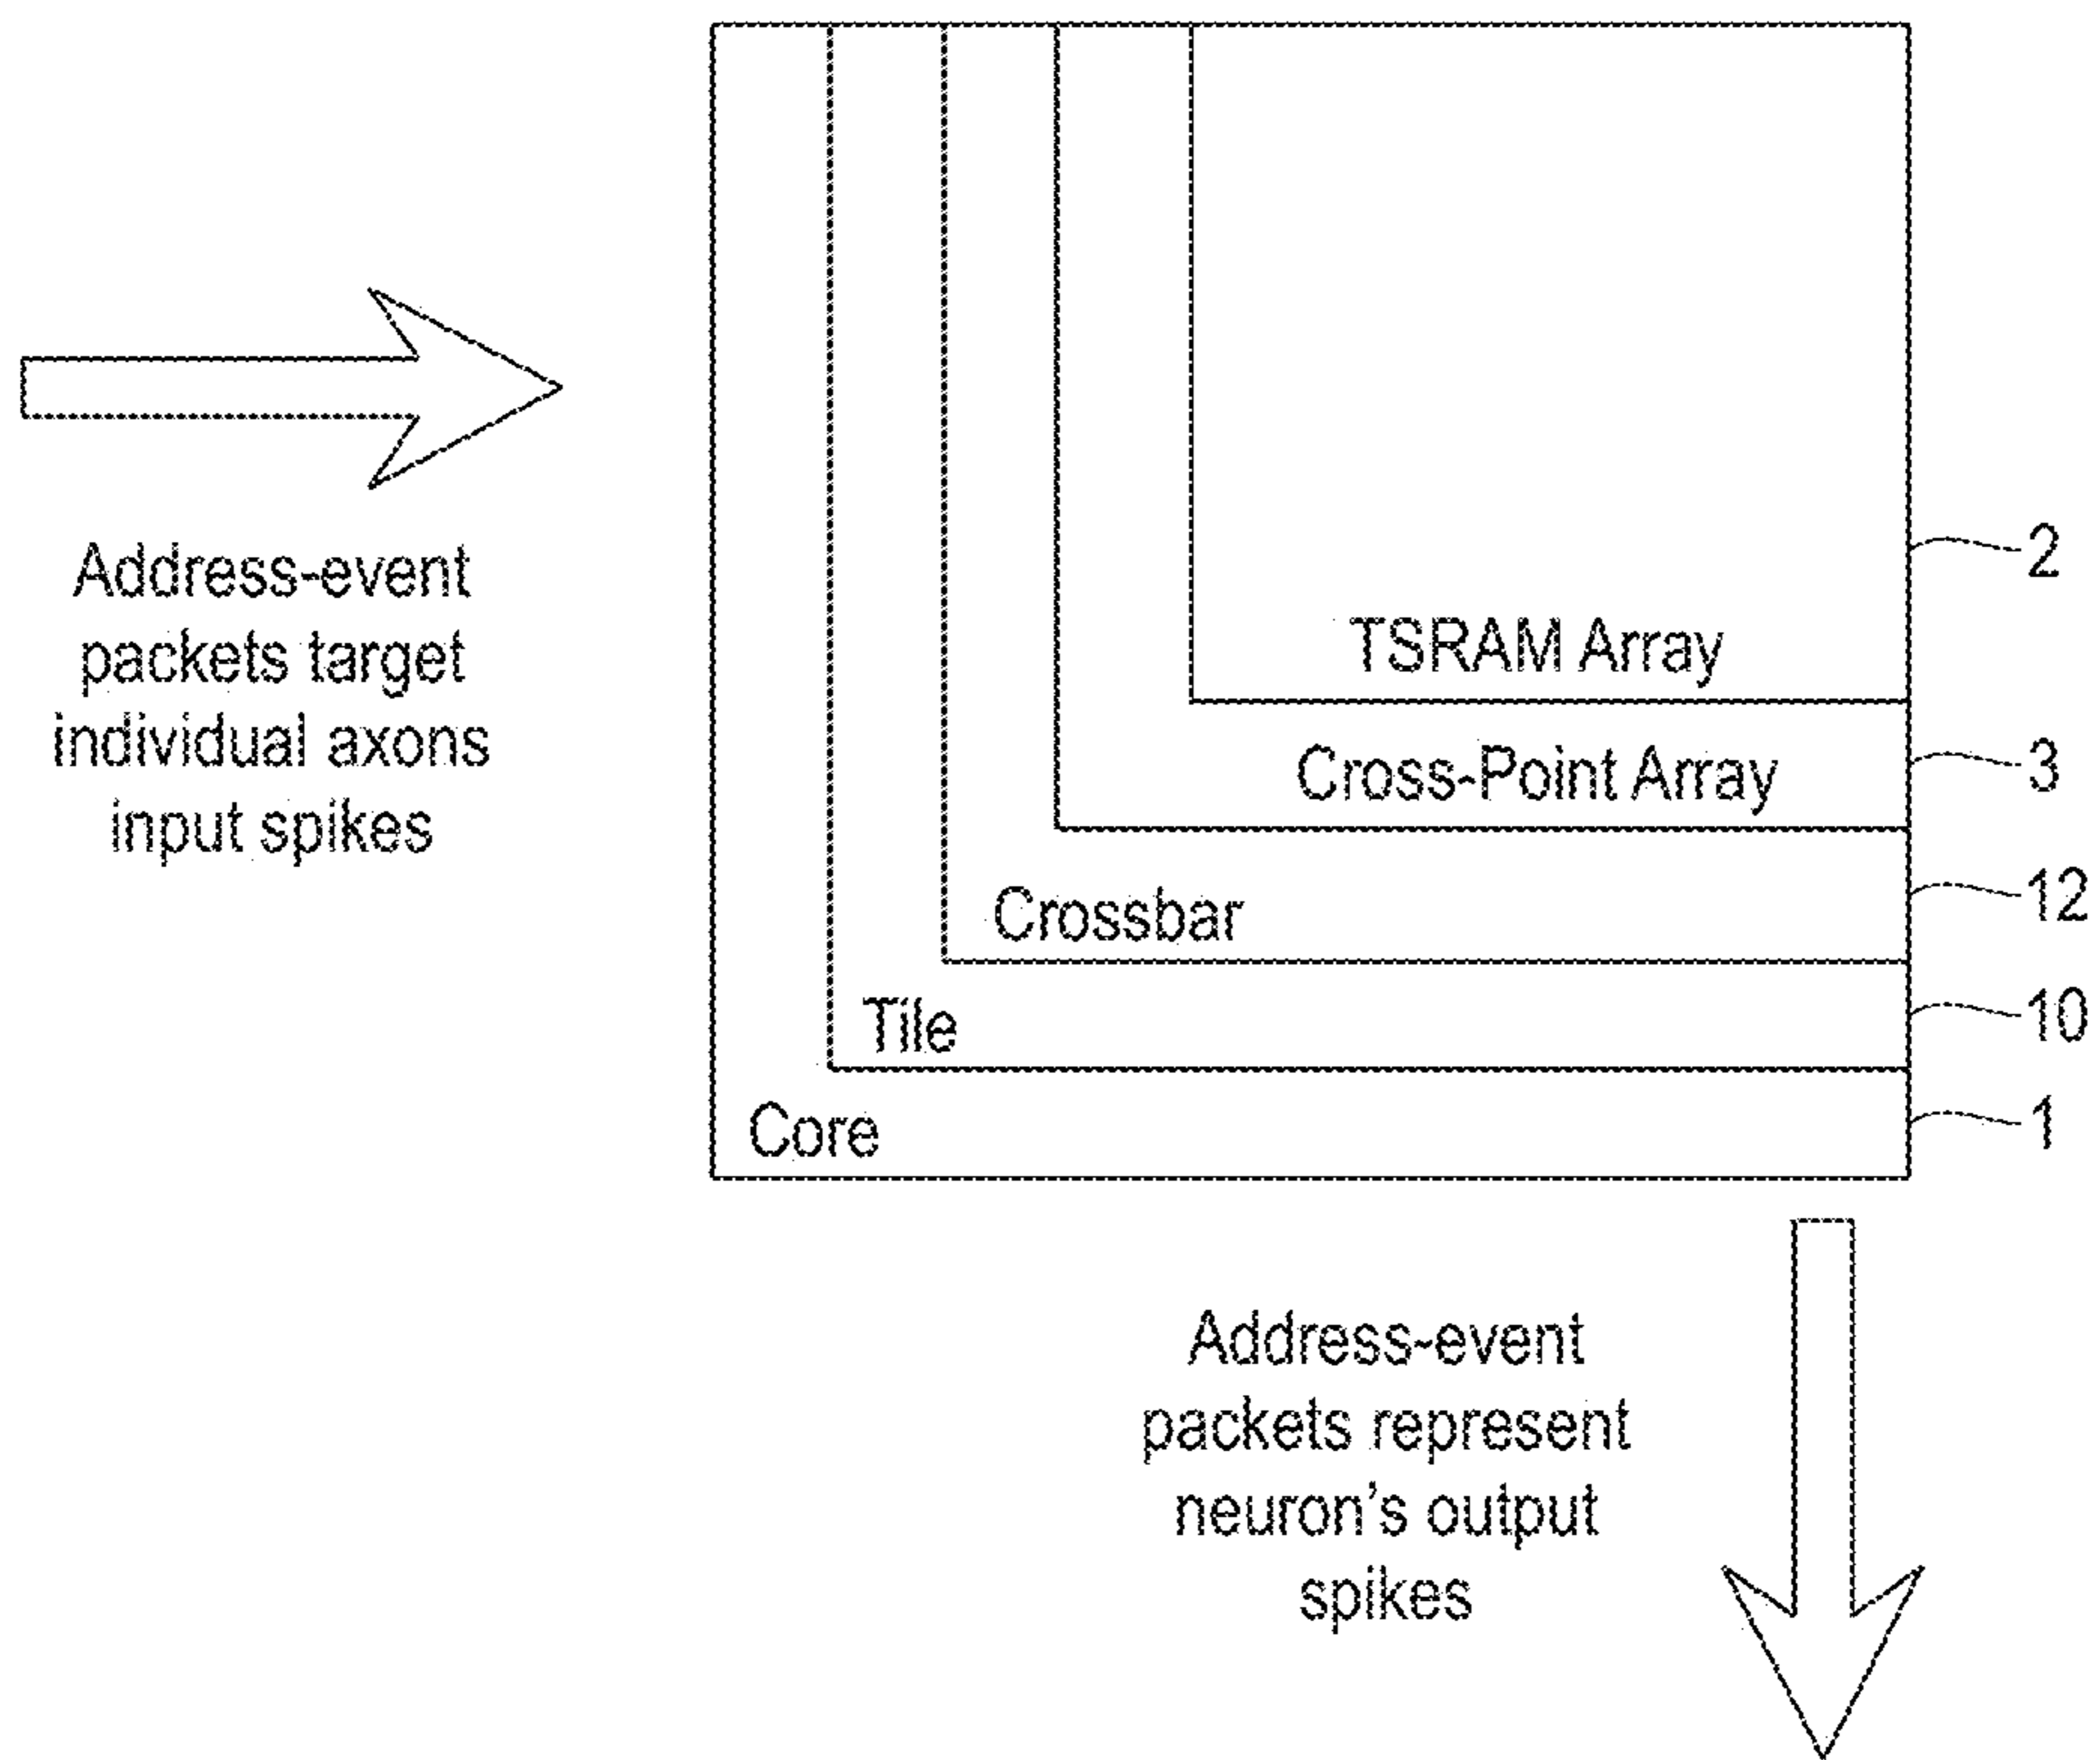 Address-event
packets target
individual axons
input spikes
TSRAM Array
2
Cross-Point Array
3
Crossbar
12
Tile
10
Core
1
Address-event
packets represent
neuron's output
spikes